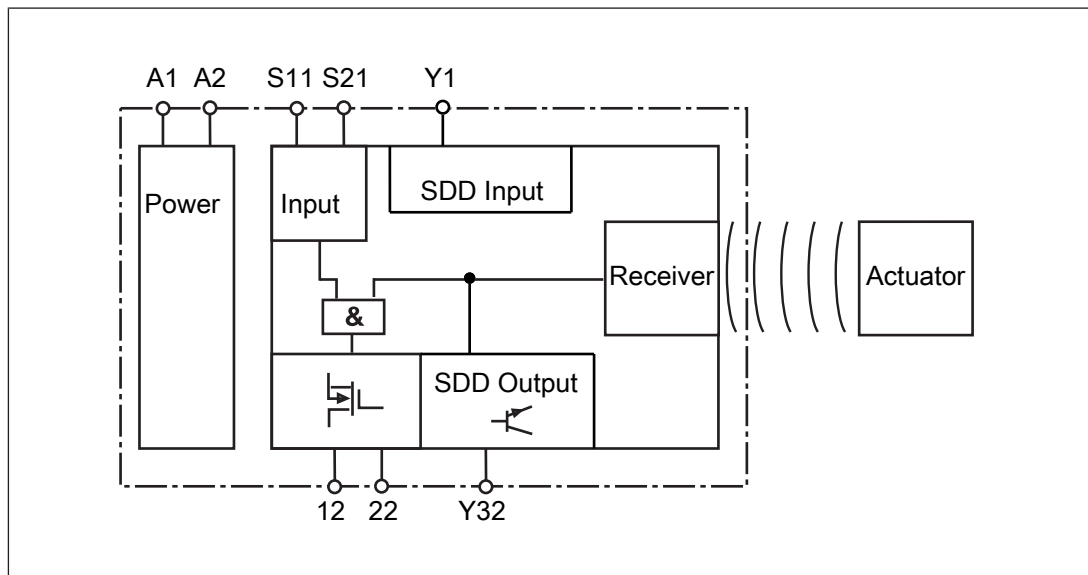 A1 A2 S11 S21 Y1
Power
Input
SDD Input
Receiver
Actuator
&
SDD Output
12 22 Y32